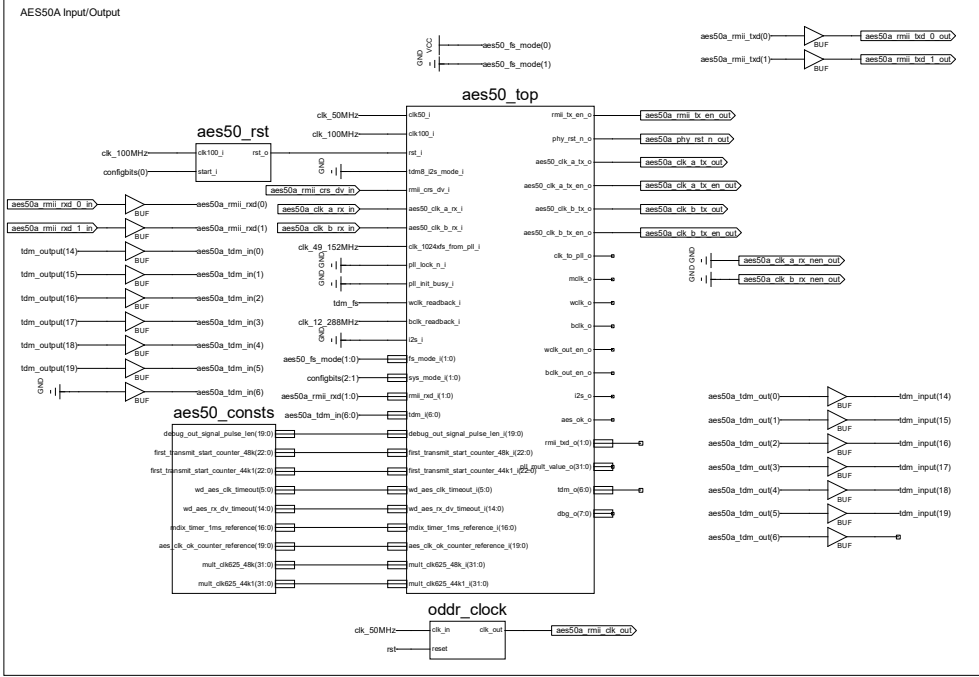 AES50A Input/Output
VCC
GND
aes50_fs_mode(0)
aes50_fs_mode(1)
aes50a_rmii_txd(0)
BUF
aes50a_rmii_txd_0_out
aes50a_rmii_txd(1)
BUF
aes50a_rmii_txd_1_out
aes50_top
clk_50MHz
clk50_i
clk_100MHz
clk100_i
aes50_rst
clk_100MHz
clk100_i
rst_o
rst_i
configbits(0)
start_i
GND
tdm8_i2s_mode_i
aes50a_rmii_crs_dv_in
rmii_crs_dv_i
aes50a_clk_a_rx_in
aes50_clk_a_rx_i
aes50a_clk_b_rx_in
aes50_clk_b_rx_i
clk_49_152MHz
clk_1024xfs_from_pll_i
GND
pll_lock_n_i
GND
pll_init_busy_i
tdm_fs
wclk_readback_i
clk_12_288MHz
bclk_readback_i
GND
i2s_i
aes50_fs_mode(1:0)
fs_mode_i(1:0)
configbits(2:1)
sys_mode_i(1:0)
aes50a_rmii_rxd(1:0)
rmii_rxd_i(1:0)
aes50a_tdm_in(6:0)
tdm_i(6:0)
rmii_tx_en_o
aes50a_rmii_tx_en_out
phy_rst_n_o
aes50a_phy_rst_n_out
aes50_clk_a_tx_o
aes50a_clk_a_tx_out
aes50_clk_a_tx_en_o
aes50a_clk_a_tx_en_out
aes50_clk_b_tx_o
aes50a_clk_b_tx_out
aes50_clk_b_tx_en_o
aes50a_clk_b_tx_en_out
clk_to_pll_o
mclk_o
wclk_o
bclk_o
wclk_out_en_o
bclk_out_en_o
i2s_o
aes_ok_o
rmii_txd_o(1:0)
pll_mult_value_o(31:0)
tdm_o(6:0)
dbg_o(7:0)
GND
aes50a_clk_a_rx_nen_out
GND
aes50a_clk_b_rx_nen_out
aes50a_rmii_rxd_0_in
BUF
aes50a_rmii_rxd(0)
aes50a_rmii_rxd_1_in
BUF
aes50a_rmii_rxd(1)
tdm_output(14)
BUF
aes50a_tdm_in(0)
tdm_output(15)
BUF
aes50a_tdm_in(1)
tdm_output(16)
BUF
aes50a_tdm_in(2)
tdm_output(17)
BUF
aes50a_tdm_in(3)
tdm_output(18)
BUF
aes50a_tdm_in(4)
tdm_output(19)
BUF
aes50a_tdm_in(5)
GND
BUF
aes50a_tdm_in(6)
aes50_consts
debug_out_signal_pulse_len(19:0)
debug_out_signal_pulse_len_i(19:0)
first_transmit_start_counter_48k(22:0)
first_transmit_start_counter_48k_i(22:0)
first_transmit_start_counter_44k1(22:0)
first_transmit_start_counter_44k1_i(22:0)
wd_aes_clk_timeout(5:0)
wd_aes_clk_timeout_i(5:0)
wd_aes_rx_dv_timeout(14:0)
wd_aes_rx_dv_timeout_i(14:0)
mdix_timer_1ms_reference(16:0)
mdix_timer_1ms_reference_i(16:0)
aes_clk_ok_counter_reference(19:0)
aes_clk_ok_counter_reference_i(19:0)
mult_clk625_48k(31:0)
mult_clk625_48k_i(31:0)
mult_clk625_44k1(31:0)
mult_clk625_44k1_i(31:0)
aes50a_tdm_out(0)
BUF
tdm_input(14)
aes50a_tdm_out(1)
BUF
tdm_input(15)
aes50a_tdm_out(2)
BUF
tdm_input(16)
aes50a_tdm_out(3)
BUF
tdm_input(17)
aes50a_tdm_out(4)
BUF
tdm_input(18)
aes50a_tdm_out(5)
BUF
tdm_input(19)
aes50a_tdm_out(6)
BUF
oddr_clock
clk_50MHz
clk_in
clk_out
aes50a_rmii_clk_out
rst
reset